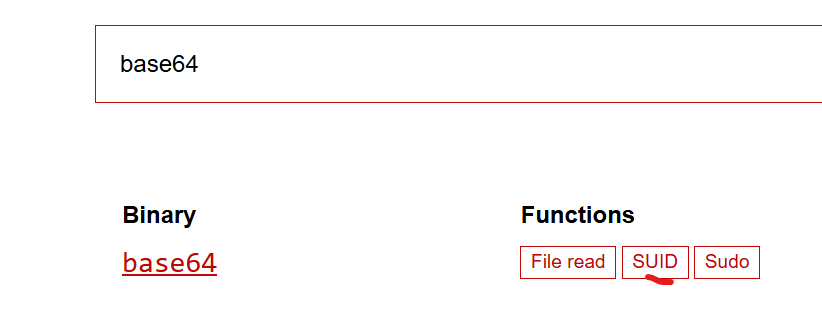 base64
Binary Functions
base64 File read SUID Sudo